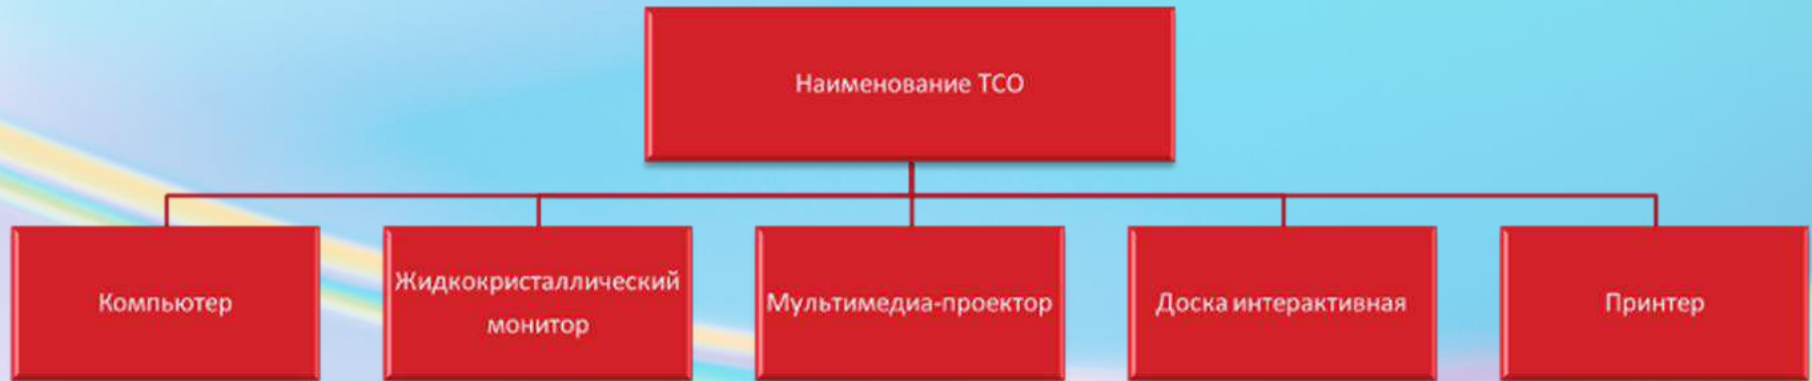 Наименование ТСО
Компьютер
Жидкокристаллический
монитор
Мультимедиа-проектор
Доска интерактивная
Принтер